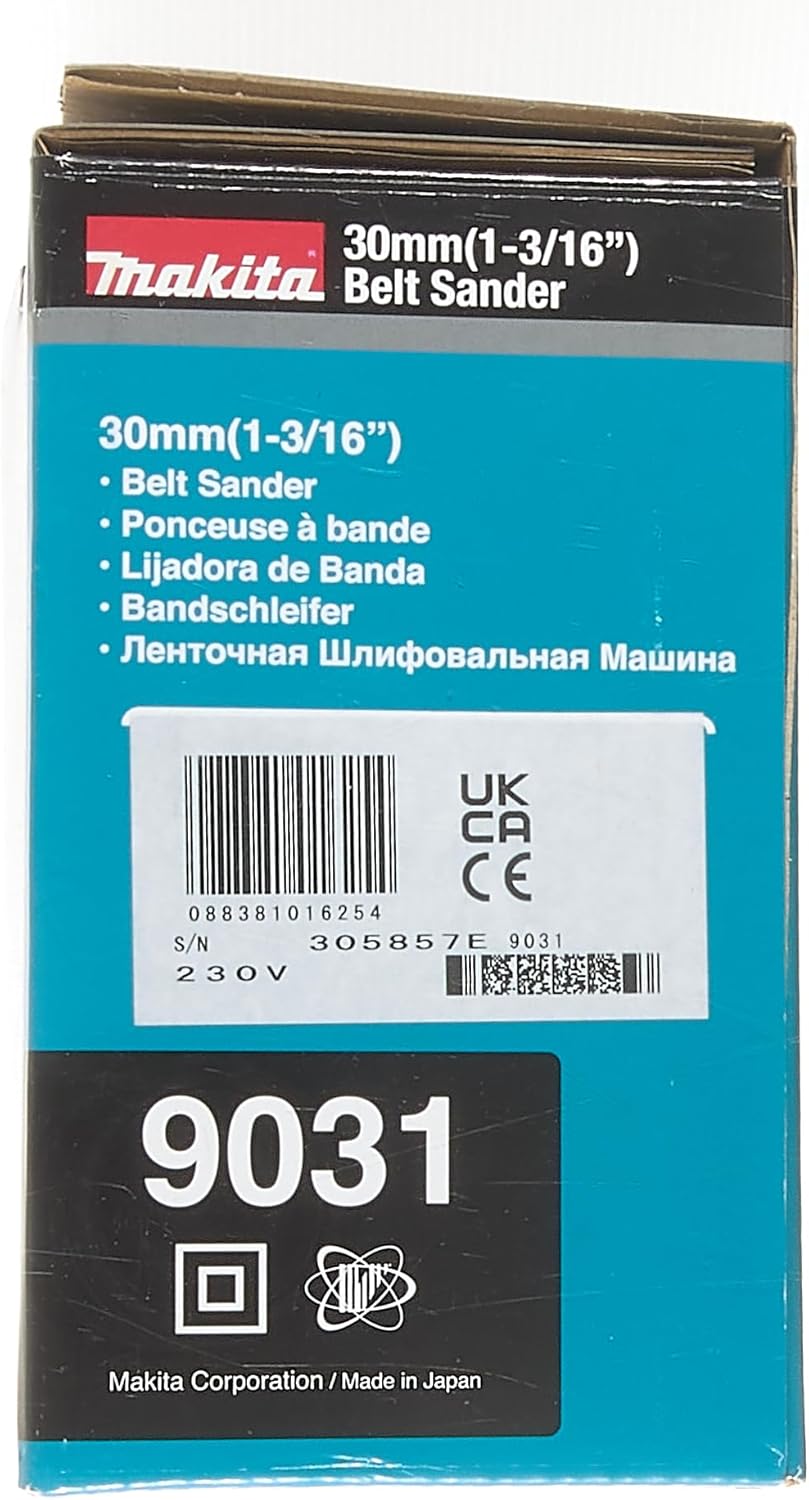 makita
30mm(1-3/16”)
Belt Sander
30mm(1-3/16”)
• Belt Sander
• Ponceuse à bande
• Lijadora de Banda
• Bandschleifer
• Ленточная Шлифовальная Машина
UK
CA
CE
088381016254
S/N 305857E 9031
230V
9031
Makita Corporation / Made in Japan